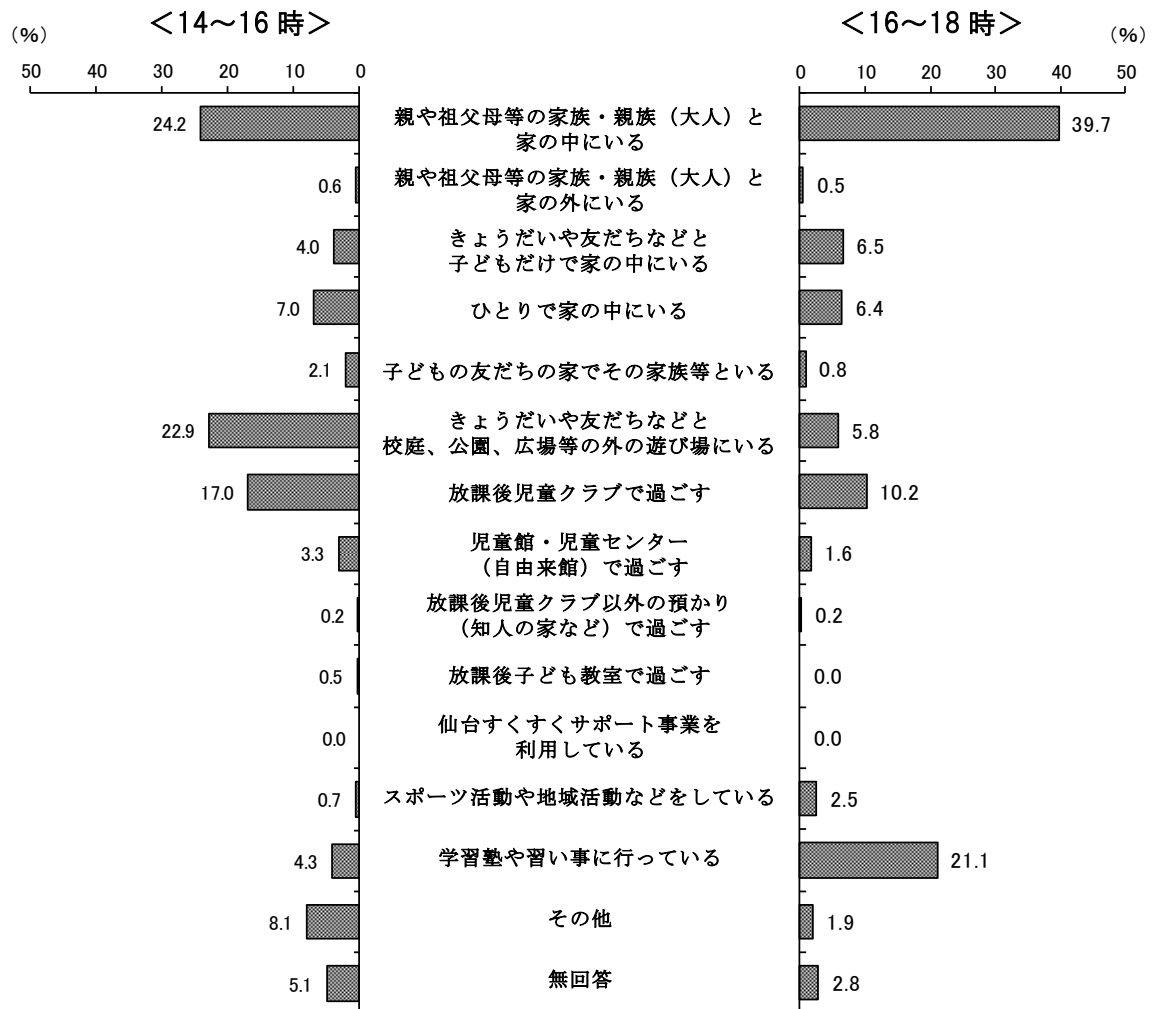 ＜14～16時＞
＜16～18時＞
（%）
（%）
50 40 30 20 10 0
0 10 20 30 40 50
24.2
親や祖父母等の家族・親族（大人）と
家の中にいる
39.7
0.6
親や祖父母等の家族・親族（大人）と
家の外にいる
0.5
4.0
きょうだいや友だちなどと
子どもだけで家の中にいる
6.5
7.0
ひとりで家の中にいる
6.4
2.1
子どもの友だちの家でその家族等といる
0.8
22.9
きょうだいや友だちなどと
校庭、公園、広場等の外の遊び場にいる
5.8
17.0
放課後児童クラブで過ごす
10.2
3.3
児童館・児童センター
（自由来館）で過ごす
1.6
0.2
放課後児童クラブ以外の預かり
（知人の家など）で過ごす
0.2
0.5
放課後子ども教室で過ごす
0.0
0.0
仙台すくすくサポート事業を
利用している
0.0
0.7
スポーツ活動や地域活動などをしている
2.5
4.3
学習塾や習い事に行っている
21.1
8.1
その他
1.9
5.1
無回答
2.8